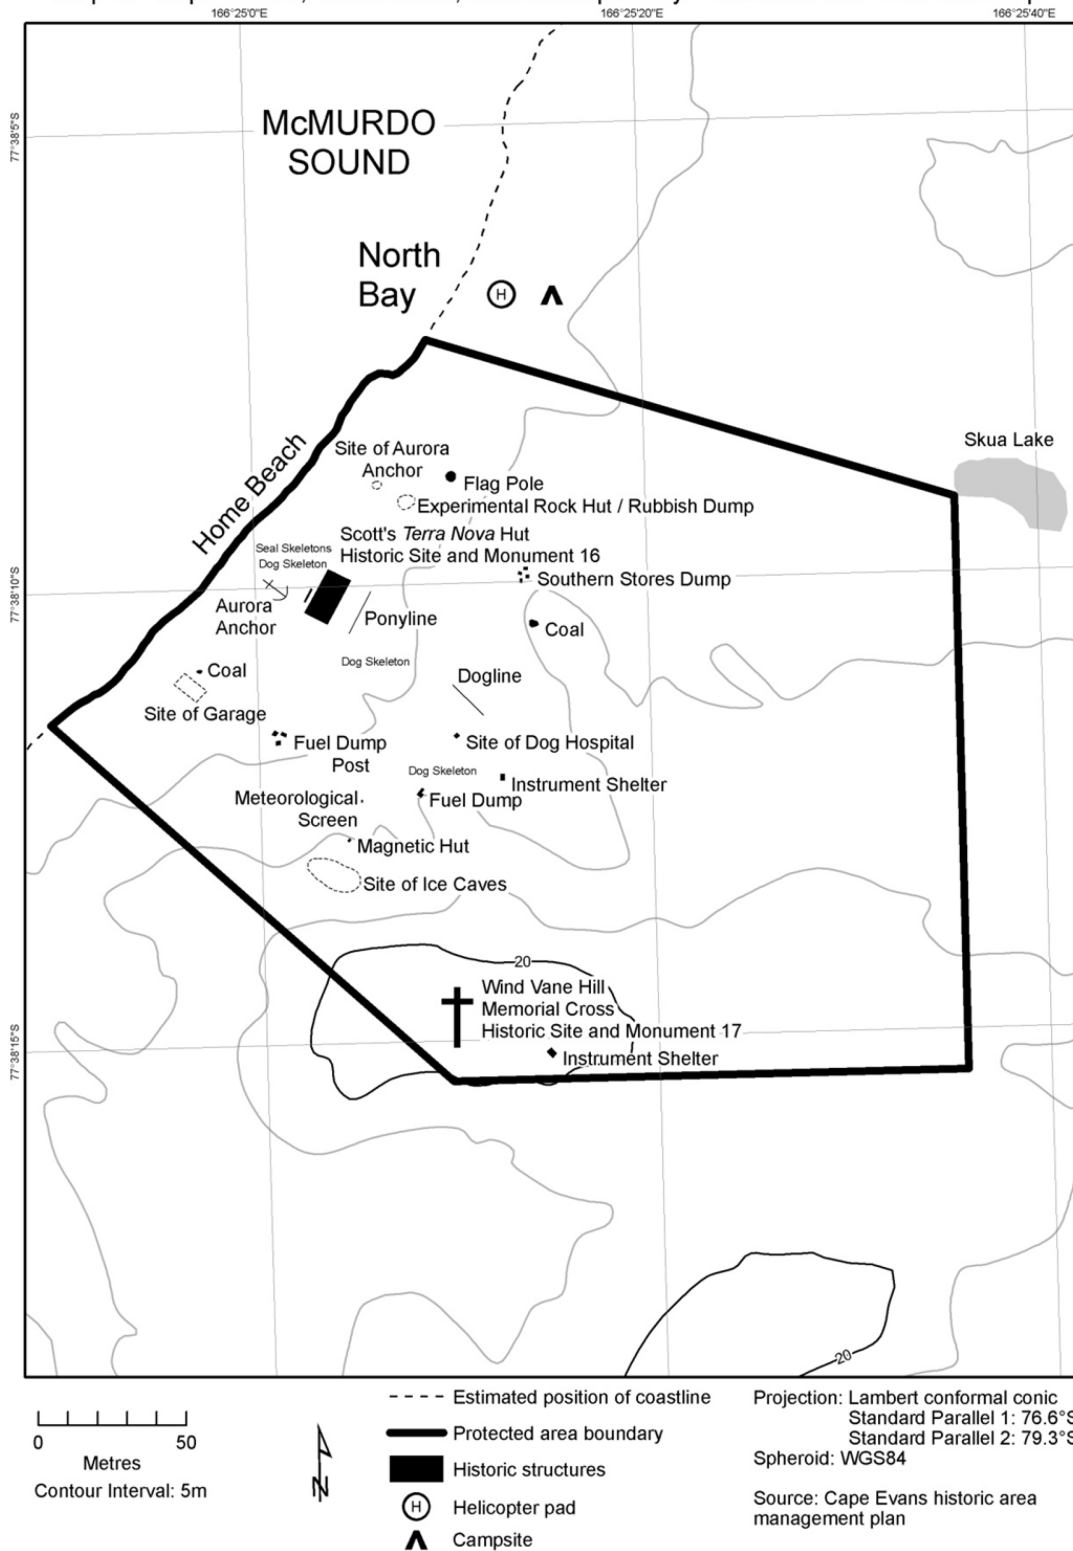 166°25'0"E
166°25'20"E
166°25'40"E
77°38'5"S
McMURDO
SOUND
North
Bay
H
Skua Lake
Home Beach
Site of Aurora
Anchor
Flag Pole
Experimental Rock Hut / Rubbish Dump
Scott's Terra Nova Hut
Historic Site and Monument 16
Seal Skeletons
Dog Skeleton
77°38'10"S
Southern Stores Dump
Aurora
Anchor
Ponyline
Coal
Dog Skeleton
Coal
Dogline
Site of Garage
Fuel Dump
Post
Site of Dog Hospital
Dog Skeleton
Instrument Shelter
Meteorological
Screen
Fuel Dump
Magnetic Hut
Site of Ice Caves
20
Wind Vane Hill
Memorial Cross
Historic Site and Monument 17
77°38'15"S
Instrument Shelter
20
0 50
Metres
Contour Interval: 5m
N
Estimated position of coastline
Protected area boundary
Historic structures
H Helicopter pad
Campsite
Projection: Lambert conformal conic
Standard Parallel 1: 76.6°S
Standard Parallel 2: 79.3°S
Spheroid: WGS84
Source: Cape Evans historic area
management plan